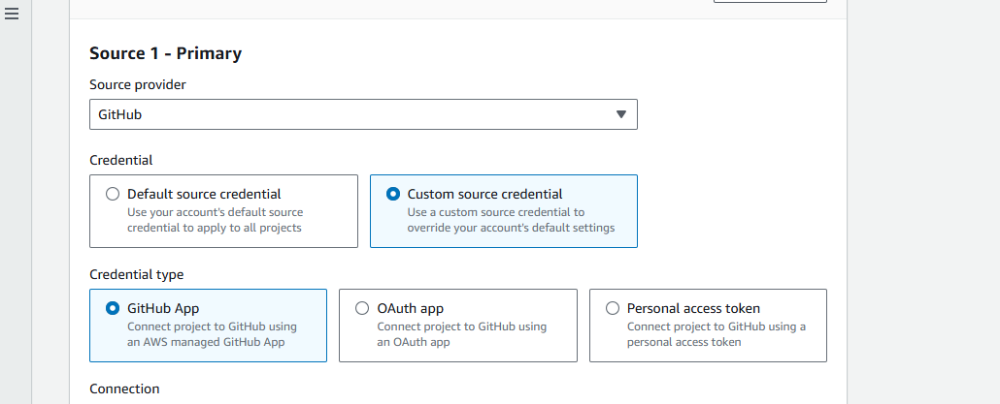 Source 1 - Primary
Source provider
GitHub
Credential
Default source credential
Use your account's default source
credential to apply to all projects
Custom source credential
Use a custom source credential to
override your account's default settings
Credential type
GitHub App
Connect project to GitHub using
an AWS managed GitHub App
OAuth app
Connect project to GitHub using
an OAuth app
Personal access token
Connect project to GitHub using a
personal access token
Connection